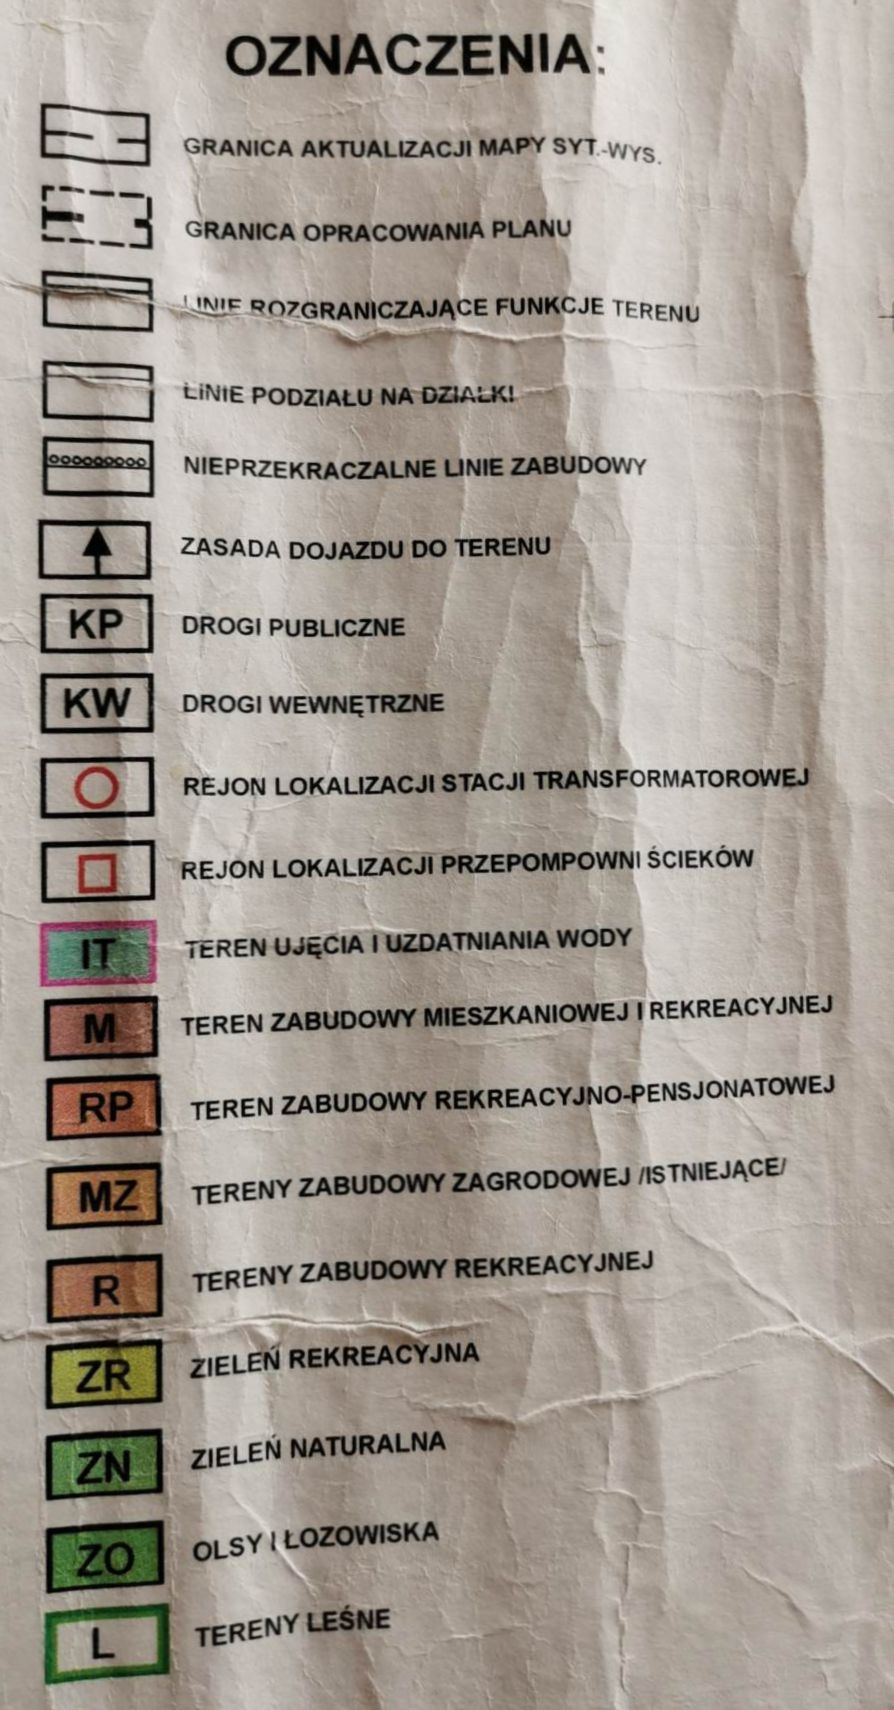 OZNACZENIA:
GRANICA AKTUALIZACJI MAPY SYT.-WYS.
GRANICA OPRACOWANIA PLANU
LINIE ROZGRANICZAJĄCE FUNKCJE TERENU
LINIE PODZIAŁU NA DZIAŁKI
NIEPRZEKRACZALNE LINIE ZABUDOWY
ZASADA DOJAZDU DO TERENU
KP DROGI PUBLICZNE
KW DROGI WEWNĘTRZNE
REJON LOKALIZACJI STACJI TRANSFORMATOROWEJ
REJON LOKALIZACJI PRZEPOMPOWNI ŚCIEKÓW
IT TEREN UJĘCIA I UZDATNIANIA WODY
M TEREN ZABUDOWY MIESZKANIOWEJ I REKREACYJNEJ
RP TEREN ZABUDOWY REKREACYJNO-PENSJONATOWEJ
MZ TERENY ZABUDOWY ZAGRODOWEJ /ISTNIEJĄCE/
R TERENY ZABUDOWY REKREACYJNEJ
ZR ZIELEŃ REKREACYJNA
ZN ZIELEŃ NATURALNA
ZO OLSY I ŁOZOWISKA
L TERENY LEŚNE